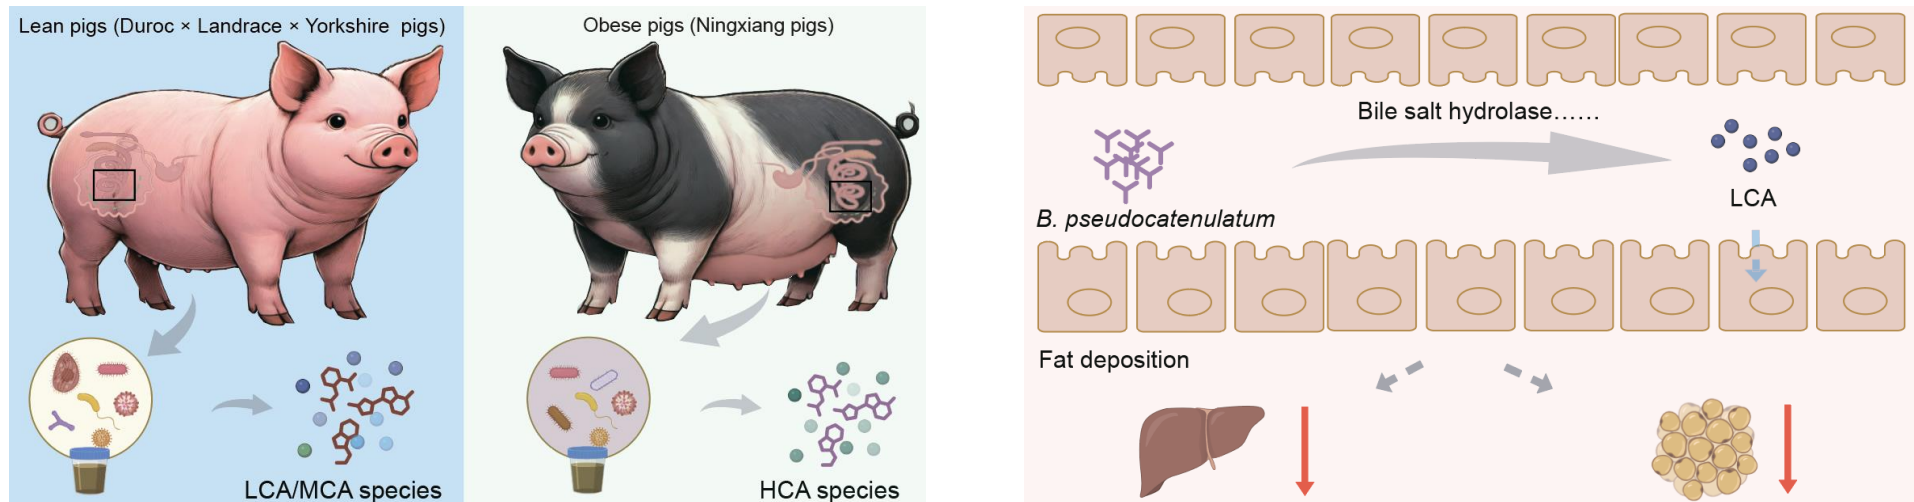 Lean pigs (Duroc × Landrace × Yorkshire pigs)
Obese pigs (Ningxiang pigs)
LCA/MCA species
HCA species
Bile salt hydrolase……
B. pseudocatenulatum
LCA
Fat deposition